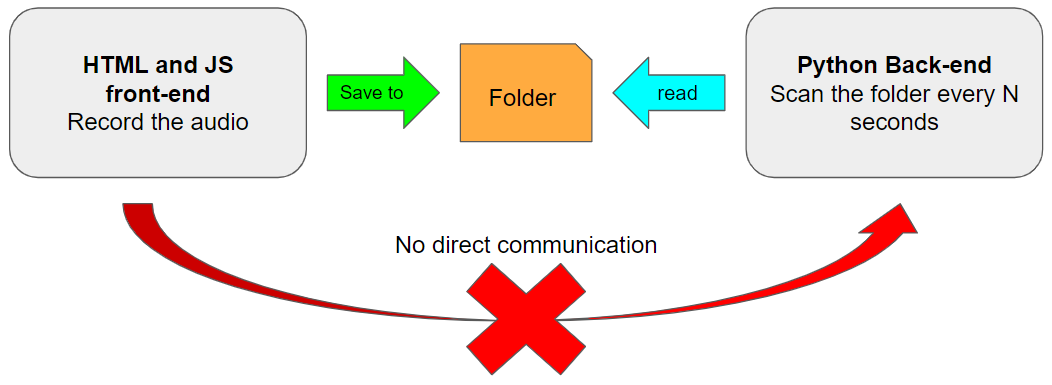 HTML and JS
front-end
Record the audio
Save to
Folder
read
Python Back-end
Scan the folder every N
seconds
No direct communication